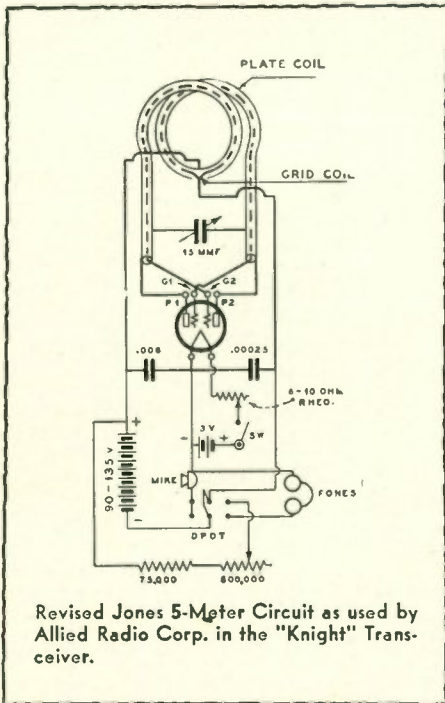 PLATE COIL
GRID COIL
15 MMF
G1 G2
P1 P2
.006 .00025
6-10 OHM
RHEO.
+ - 3V + SW
90-135 V
MIKE FONES
- DPDT
75,000 600,000
Revised Jones 5-Meter Circuit as used by
Allied Radio Corp. in the "Knight" Trans-
ceiver.